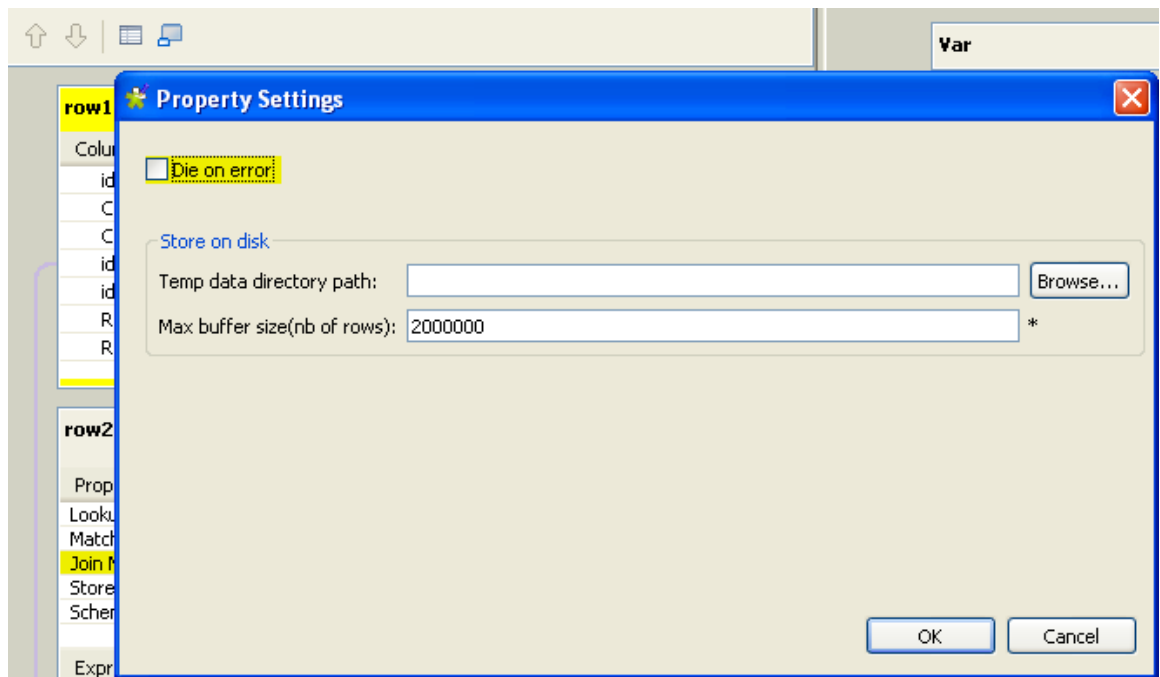 Var
row1
Property Settings
Colu
id
C
C
id
id
R
R
Die on error
Store on disk
Temp data directory path:
Browse...
Max buffer size(nb of rows): 2000000 *
row2
Prop
Looku
Match
Join M
Store
Schem
Expr
OK
Cancel